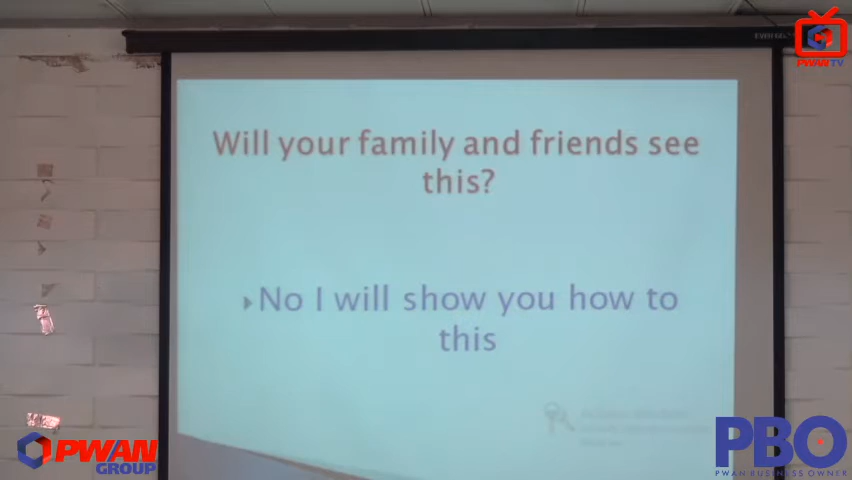 PWAN TV
Will your family and friends see
this?
No I will show you how to
this
PWAN
GROUP
PBO
PWAN BUSINESS OWNER